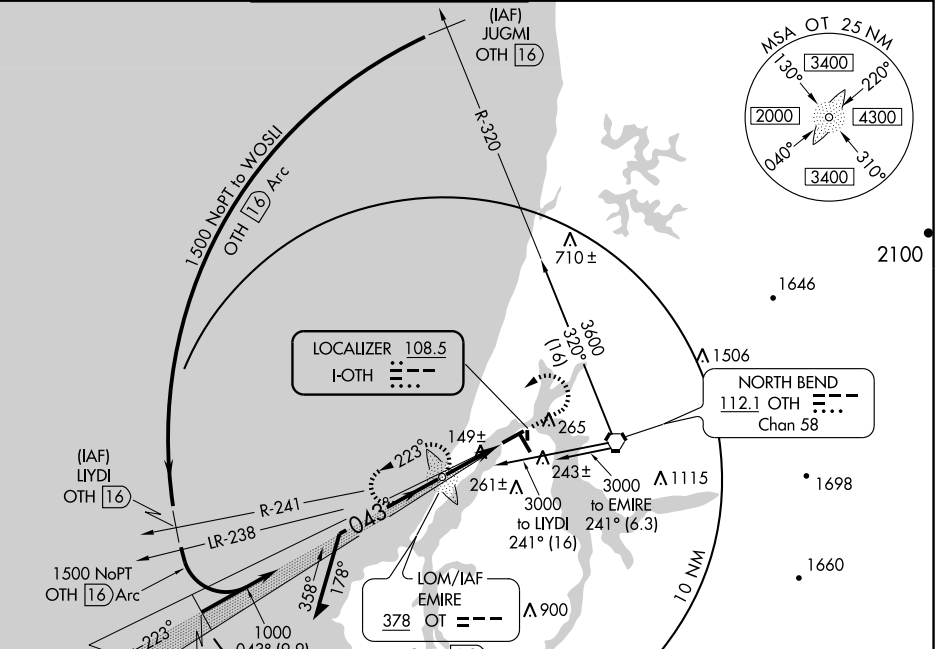 (IAF)
JUGMI
OTH 16
MSA OT 25 NM
130°
3400
220°
2000
4300
040°
3400
310°
R-320
1500 NoPT to WOSLI
OTH 16 Arc
710 ±
2100
1646
3600
320°
(16)
LOCALIZER 108.5
I-OTH
1506
NORTH BEND
112.1 OTH
Chan 58
265
149±
223°
243±
261±
3000
to LIYDI
241° (16)
3000
to EMIRE
241° (6.3)
1115
1698
(IAF)
LIYDI
OTH 16
R-241
LR-238
043°
1500 NoPT
OTH 16 Arc
358°
178°
LOM/IAF
EMIRE
378 OT
900
1660
10 NM
223°
1000
043° (9.9)